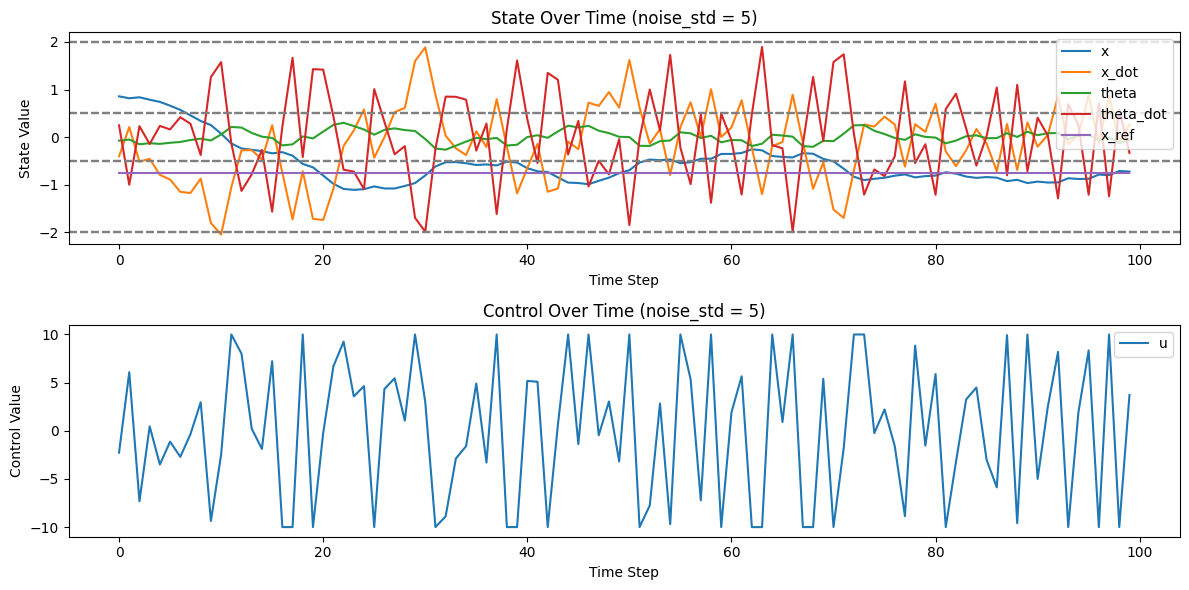 State Over Time (noise_std = 5)
State Value
2
1
0
−1
−2
x
x_dot
theta
theta_dot
x_ref
0
20
40
60
80
100
Time Step
Control Over Time (noise_std = 5)
Control Value
10
5
0
−5
−10
u
0
20
40
60
80
100
Time Step